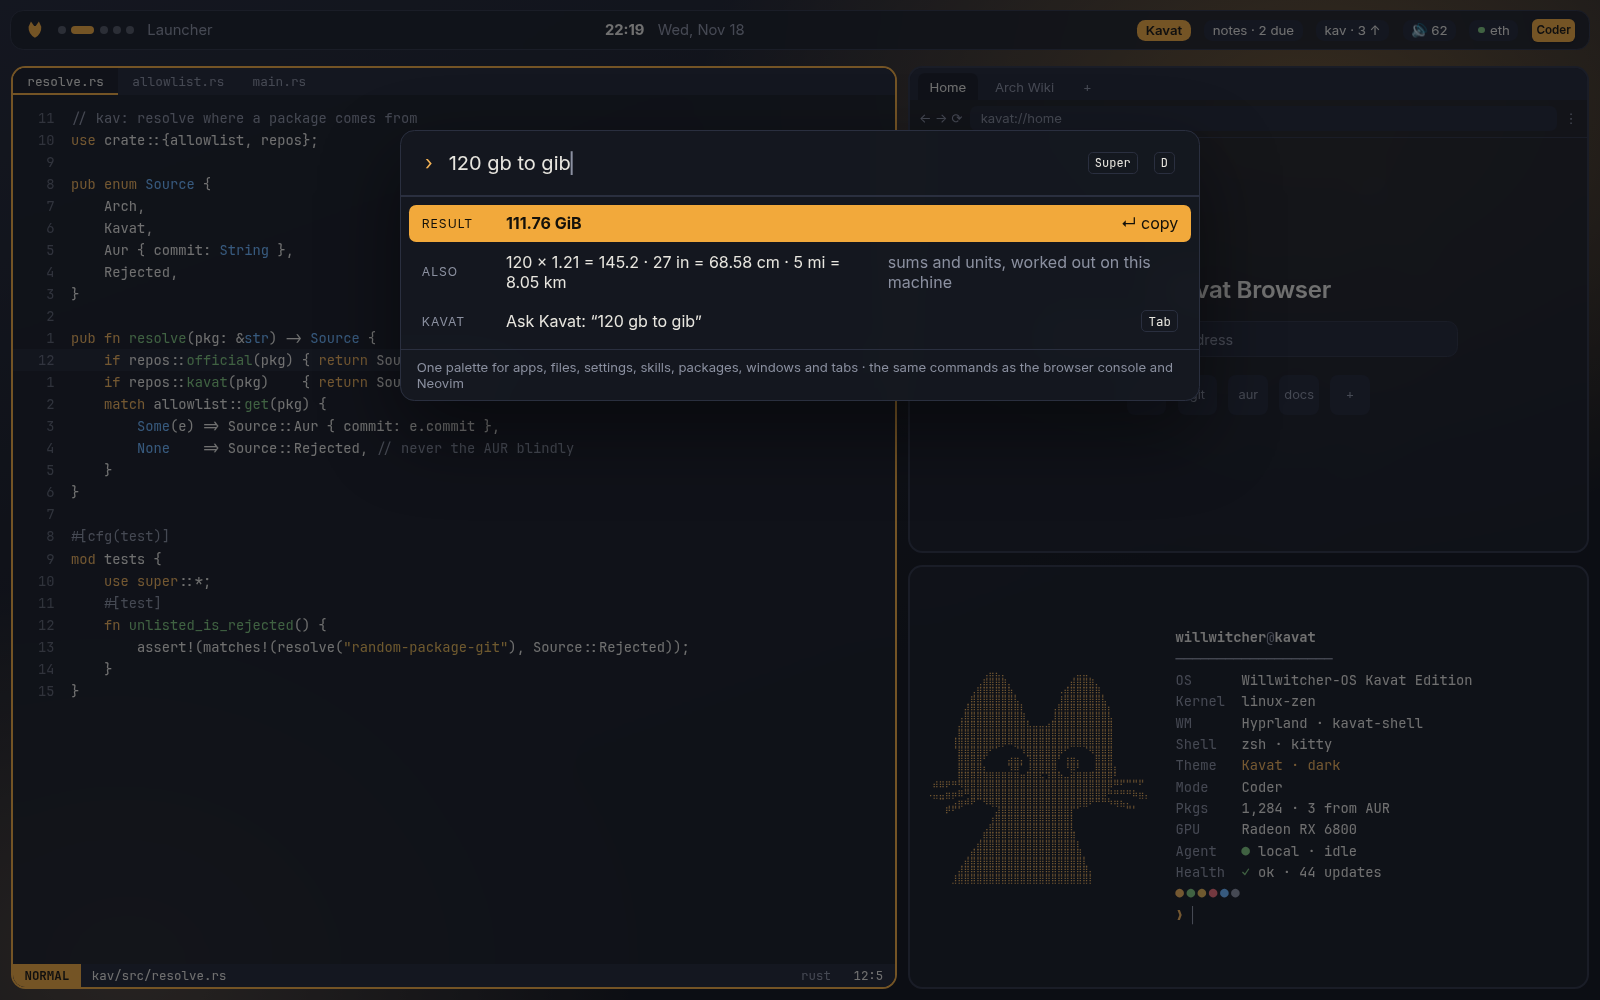 Launcher
22:19 Wed, Nov 18
Kavat
notes · 2 due
kav · 3 ↑
62
eth
Coder
resolve.rs allowlist.rs main.rs
11 // kav: resolve where a package comes from
10 use crate::{allowlist, repos};
9
8 pub enum Source {
7 Arch,
6 Kavat,
5 Aur { commit: String },
4 Rejected,
3 }
2
1 pub fn resolve(pkg: &str) -> Source {
12 if repos::official(pkg) { return Sou
1 if repos::kavat(pkg) { return Sou
2 match allowlist::get(pkg) {
3 Some(e) => Source::Aur { commit: e.commit },
4 None => Source::Rejected, // never the AUR blindly
5 }
6 }
7
8 #[cfg(test)]
9 mod tests {
10 use super::*;
11 #[test]
12 fn unlisted_is_rejected() {
13 assert!(matches!(resolve("random-package-git"), Source::Rejected));
14 }
15 }
NORMAL kav/src/resolve.rs rust 12:5
› 120 gb to gib Super D
RESULT 111.76 GiB ↵ copy
ALSO 120 × 1.21 = 145.2 · 27 in = 68.58 cm · 5 mi =
8.05 km
sums and units, worked out on this
machine
KAVAT Ask Kavat: “120 gb to gib” Tab
One palette for apps, files, settings, skills, packages, windows and tabs · the same commands as the browser console and
Neovim
Home Arch Wiki +
← → ⟳ kavat://home ⋮
vat Browser
dress
git aur docs +
willwitcher@kavat
OS Willwitcher-OS Kavat Edition
Kernel linux-zen
WM Hyprland · kavat-shell
Shell zsh · kitty
Theme Kavat · dark
Mode Coder
Pkgs 1,284 · 3 from AUR
GPU Radeon RX 6800
Agent ● local · idle
Health ✓ ok · 44 updates
❯